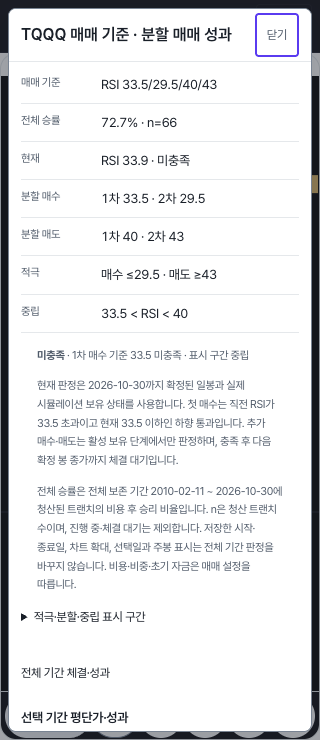 TQQQ 매매 기준 · 분할 매매 성과
닫기
매매 기준 RSI 33.5/29.5/40/43
전체 승률 72.7% · n=66
현재 RSI 33.9 · 미충족
분할 매수 1차 33.5 · 2차 29.5
분할 매도 1차 40 · 2차 43
적극 매수 ≤29.5 · 매도 ≥43
중립 33.5 < RSI < 40
미충족 · 1차 매수 기준 33.5 미충족 · 표시 구간 중립
현재 판정은 2026-10-30까지 확정된 일봉과 실제
시뮬레이션 보유 상태를 사용합니다. 첫 매수는 직전 RSI가
33.5 초과이고 현재 33.5 이하인 하향 통과입니다. 추가
매수·매도는 활성 보유 단계에서만 판정하며, 충족 후 다음
확정 봉 종가까지 체결 대기입니다.
전체 승률은 전체 보존 기간 2010-02-11 ~ 2026-10-30에
청산된 트랜치의 비용 후 승리 비율입니다. n은 청산 트랜치
수이며, 진행 중·체결 대기는 제외합니다. 저장한 시작·
종료일, 차트 확대, 선택일과 주봉 표시는 전체 기간 판정을
바꾸지 않습니다. 비용·비중·초기 자금은 매매 설정을
따릅니다.
▶ 적극·분할·중립 표시 구간
전체 기간 체결·성과
선택 기간 평단가·성과